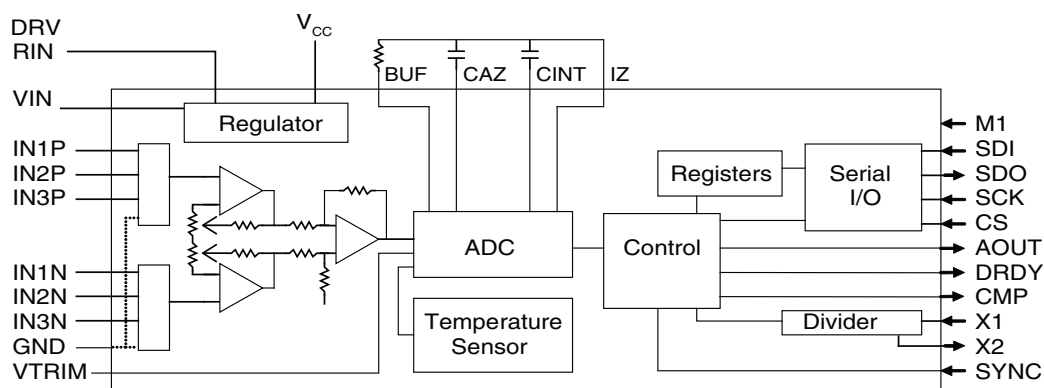 DRV
RIN
VCC
BUF
CAZ
CINT
IZ
VIN
Regulator
IN1P
IN2P
IN3P
IN1N
IN2N
IN3N
GND
VTRIM
ADC
Temperature
Sensor
Registers
Serial
I/O
Control
Divider
M1
SDI
SDO
SCK
CS
AOUT
DRDY
CMP
X1
X2
SYNC